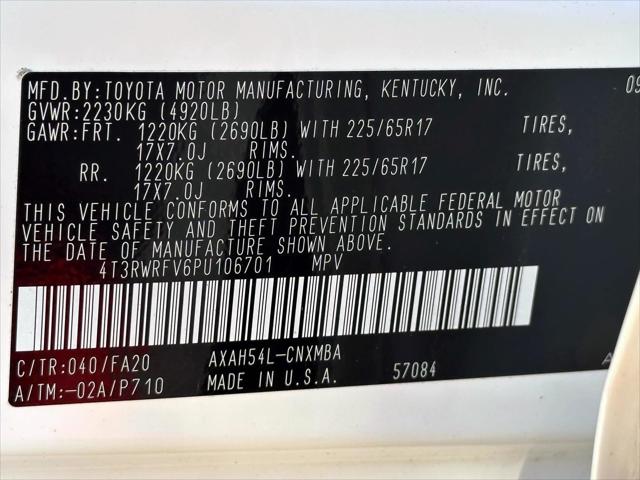 MFD. BY: TOYOTA MOTOR MANUFACTURING, KENTUCKY, INC. 09
GVWR: 2230KG (4920LB)
GAWR: FRT. 1220KG (2690LB) WITH 225/65R17 TIRES,
17X7.0J RIMS.
RR. 1220KG (2690LB) WITH 225/65R17 TIRES,
17X7.0J RIMS.
THIS VEHICLE CONFORMS TO ALL APPLICABLE FEDERAL MOTOR
VEHICLE SAFETY AND THEFT PREVENTION STANDARDS IN EFFECT ON
THE DATE OF MANUFACTURE SHOWN ABOVE.
4T3RWRFV6PU106701 MPV
C/TR: 040/FA20 AXAH54L-CNXMBA
A/TM: -02A/P710 MADE IN U.S.A. 57084